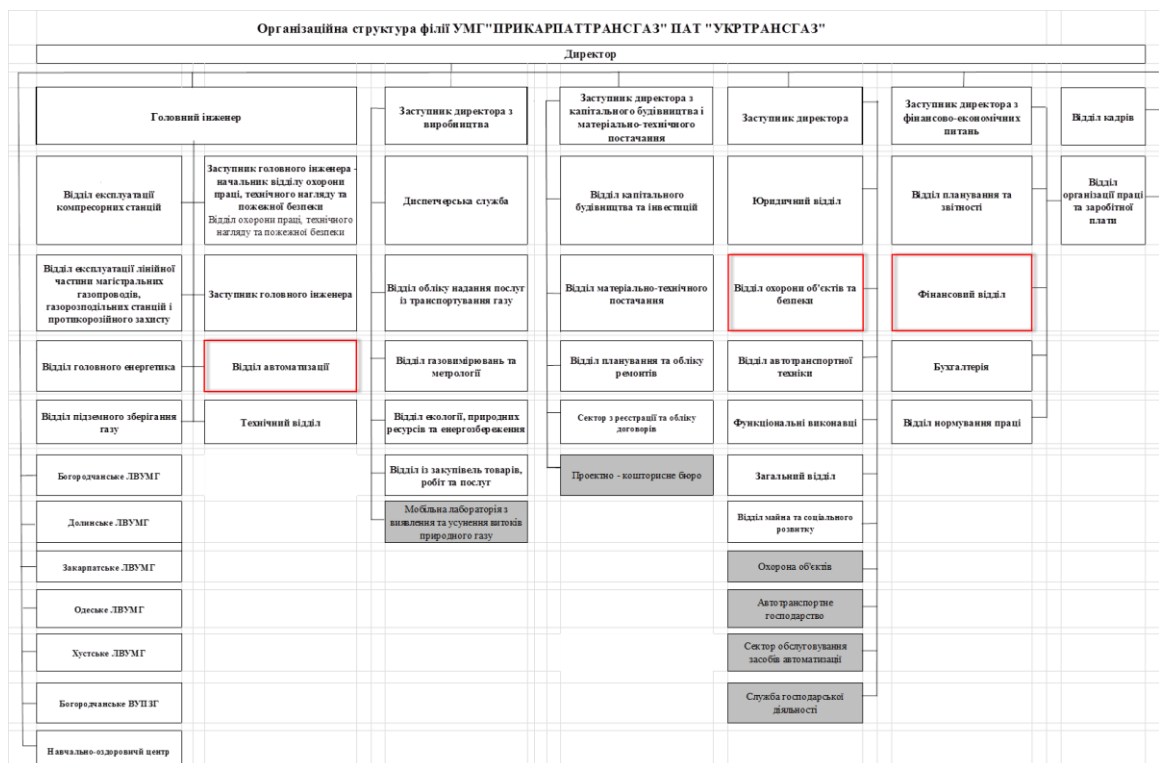 Організаційна структура філії УМГ"ПРИКАРПАТТРАНСГАЗ" ПАТ "УКРТРАНСГАЗ"
Директор
Головний інженер
Заступник директора з
виробництва
Заступник директора з
капітального будівництва і
матеріально-технічного
постачання
Заступник директора
Заступник директора з
фінансово-економічних
питань
Відділ кадрів
Відділ експлуатації
компресорних станцій
Заступник головного інженера -
начальник відділу охорони
праці, технічного нагляду та
пожежної безпеки
Відділ охорони праці, технічного
нагляду та пожежної безпеки
Диспетчерська служба
Відділ капітального
будівництва та інвестицій
Юридичний відділ
Відділ планування та
звітності
Відділ
організації праці
та заробітної
плати
Відділ експлуатації лінійної
частини магістральних
газопроводів,
газорозподільних станцій і
протикорозійного захисту
Заступник головного інженера
Відділ обліку надання послуг
із транспортування газу
Відділ матеріально-технічного
постачання
Відділ охорони об'єктів та
безпеки
Фінансовий відділ
Відділ головного енергетика
Відділ автоматизації
Відділ газовимірювань та
метрології
Відділ планування та обліку
ремонтів
Відділ автотранспортної
техніки
Бухгалтерія
Відділ підземного зберігання
газу
Технічний відділ
Відділ екології, природних
ресурсів та енергозбереження
Сектор з реєстрації та обліку
договорів
Функціональні виконавці
Відділ нормування праці
Богородчанське ЛВУМГ
Відділ із закупівель товарів,
робіт та послуг
Проектно - кошторисне бюро
Загальний відділ
Долинське ЛВУМГ
Мобільна лабораторія з
виявлення та усунення витоків
природного газу
Відділ майна та соціального
розвитку
Закарпатське ЛВУМГ
Охорона об'єктів
Одеське ЛВУМГ
Автотранспортне
господарство
Хустське ЛВУМГ
Сектор обслуговування
засобів автоматизації
Богородчанське ВУПЗГ
Служба господарської
діяльності
Навчально-оздоровчий центр